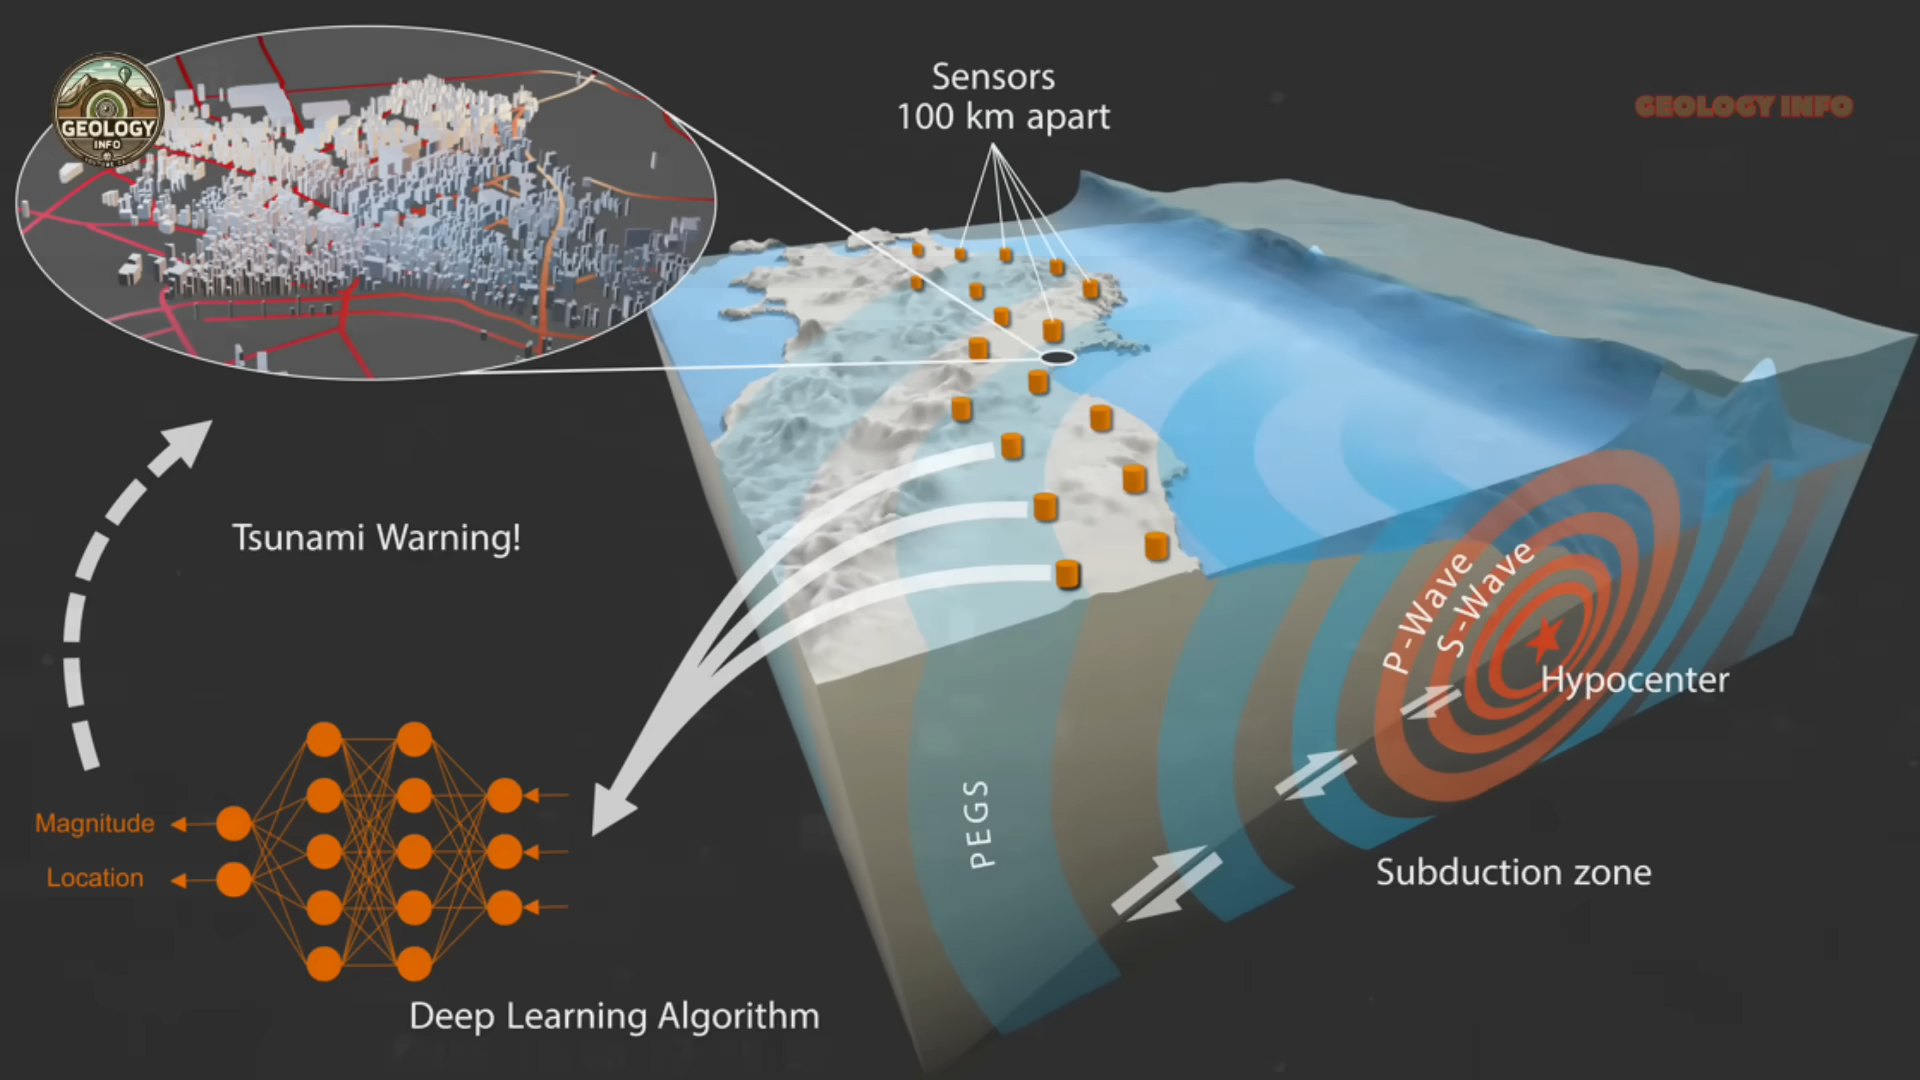 GEOLOGY
INFO
Sensors
100 km apart
GEOLOGY INFO
Tsunami Warning!
P-Wave
S-Wave
Hypocenter
PEGS
Subduction zone
Magnitude
Location
Deep Learning Algorithm